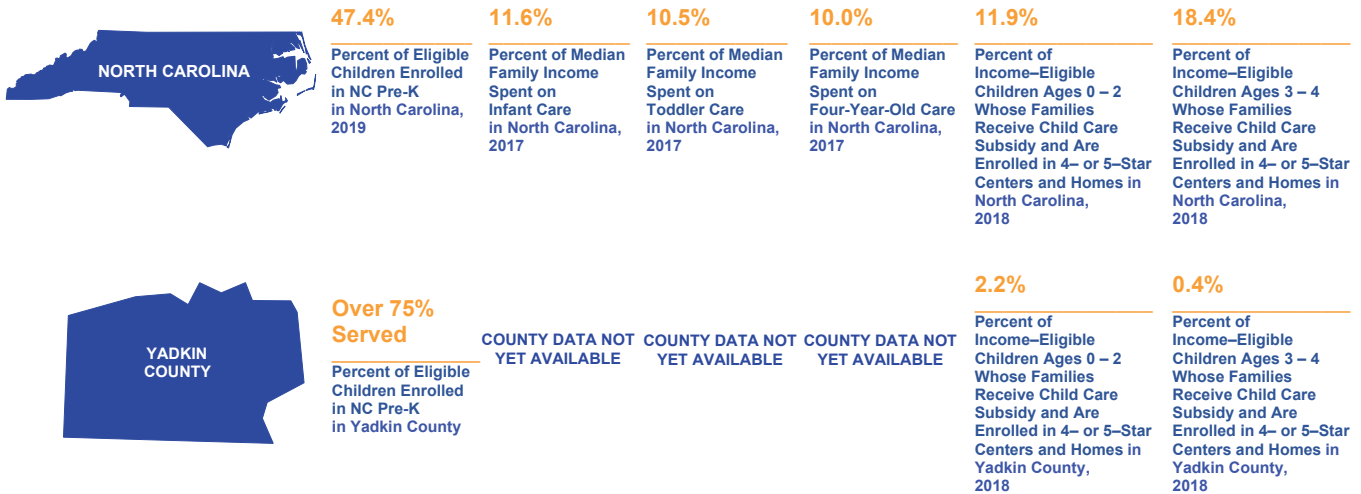 NORTH CAROLINA
47.4%
Percent of Eligible
Children Enrolled
in NC Pre-K
in North Carolina,
2019
11.6%
Percent of Median
Family Income
Spent on
Infant Care
in North Carolina,
2017
10.5%
Percent of Median
Family Income
Spent on
Toddler Care
in North Carolina,
2017
10.0%
Percent of Median
Family Income
Spent on
Four-Year-Old Care
in North Carolina,
2017
11.9%
Percent of
Income–Eligible
Children Ages 0 – 2
Whose Families
Receive Child Care
Subsidy and Are
Enrolled in 4– or 5–Star
Centers and Homes in
North Carolina,
2018
18.4%
Percent of
Income–Eligible
Children Ages 3 – 4
Whose Families
Receive Child Care
Subsidy and Are
Enrolled in 4– or 5–Star
Centers and Homes in
North Carolina,
2018
YADKIN
COUNTY
Over 75%
Served
Percent of Eligible
Children Enrolled
in NC Pre-K
in Yadkin County
COUNTY DATA NOT
YET AVAILABLE
COUNTY DATA NOT
YET AVAILABLE
COUNTY DATA NOT
YET AVAILABLE
2.2%
Percent of
Income–Eligible
Children Ages 0 – 2
Whose Families
Receive Child Care
Subsidy and Are
Enrolled in 4– or 5–Star
Centers and Homes in
Yadkin County,
2018
0.4%
Percent of
Income–Eligible
Children Ages 3 – 4
Whose Families
Receive Child Care
Subsidy and Are
Enrolled in 4– or 5–Star
Centers and Homes in
Yadkin County,
2018